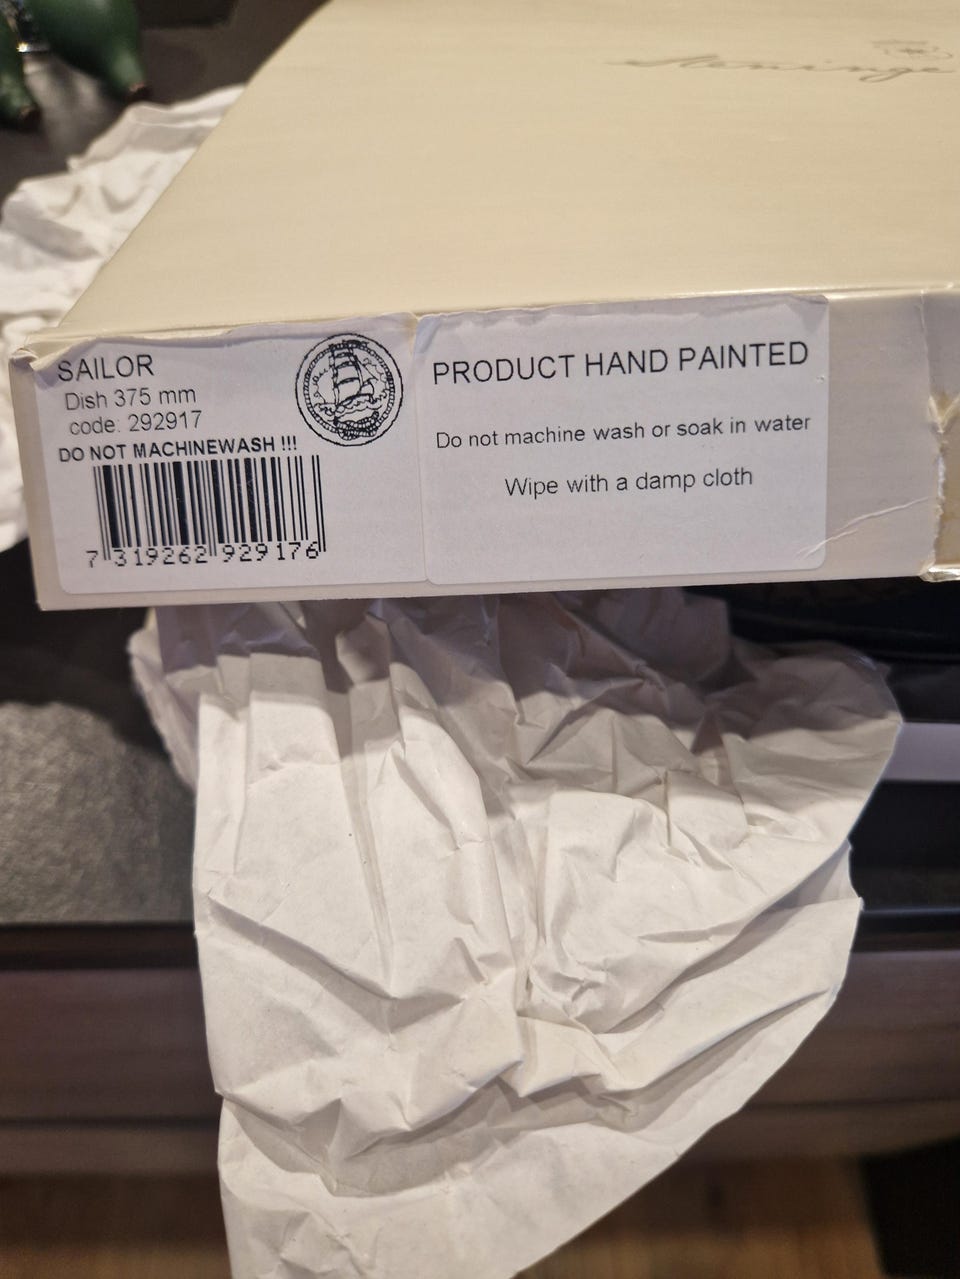 SAILOR
Dish 375 mm
code: 292917
DO NOT MACHINEWASH !!!
7 319262 929176
PRODUCT HAND PAINTED
Do not machine wash or soak in water
Wipe with a damp cloth